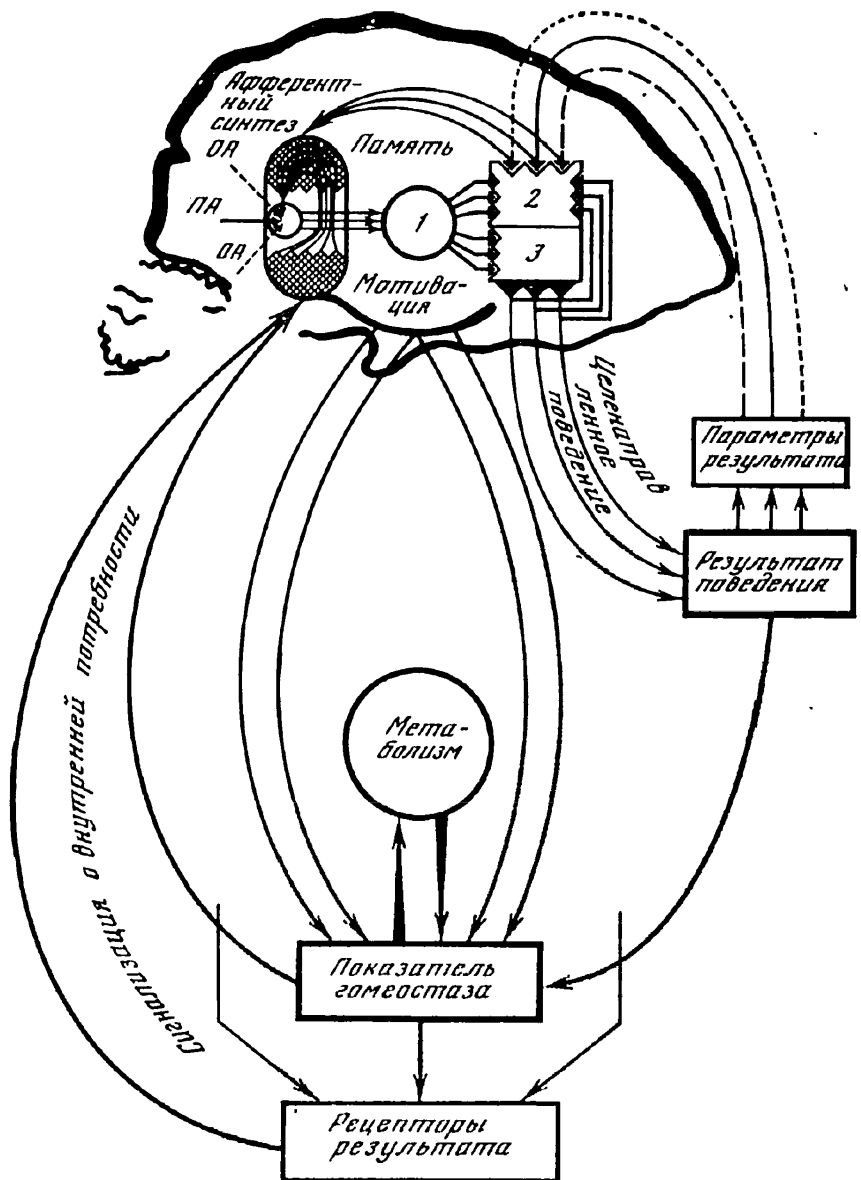 Афферент-
ный
синтез
ОА
Память
ПА
ОА
1
2
3
Мотива-
ция
Целенаправ
ленное
поведение
Параметры
результата
Результат
поведения
Сигнализация о внутренней потребности
Мета-
болизм
Показатель
гомеостаза
Рецепторы
результата